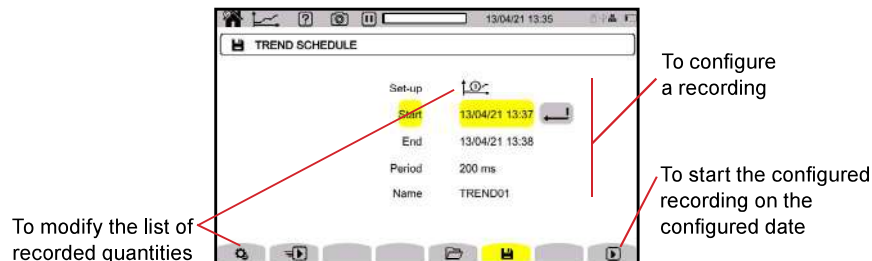 13/04/21 13:35
TREND SCHEDULE
Set-up
Start 13/04/21 13:37
End 13/04/21 13:38
Period 200 ms
Name TREND01
To configure
a recording
To start the configured
recording on the
configured date
To modify the list of
recorded quantities